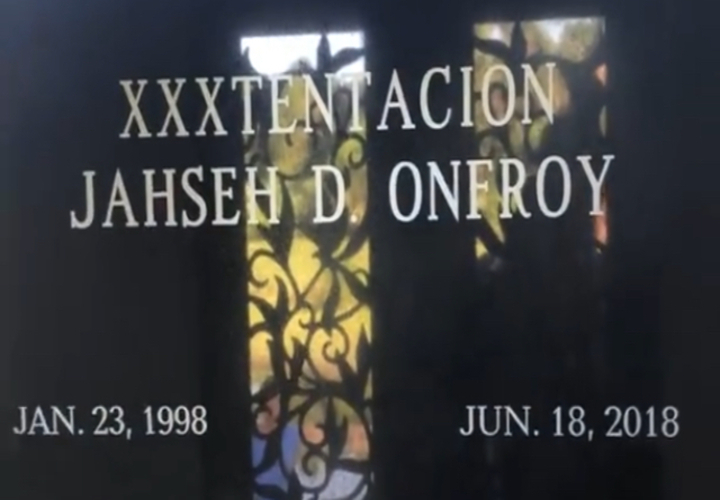 XXXTENTACION
JAHSEH D. ONFROY
JAN. 23, 1998 JUN. 18, 2018